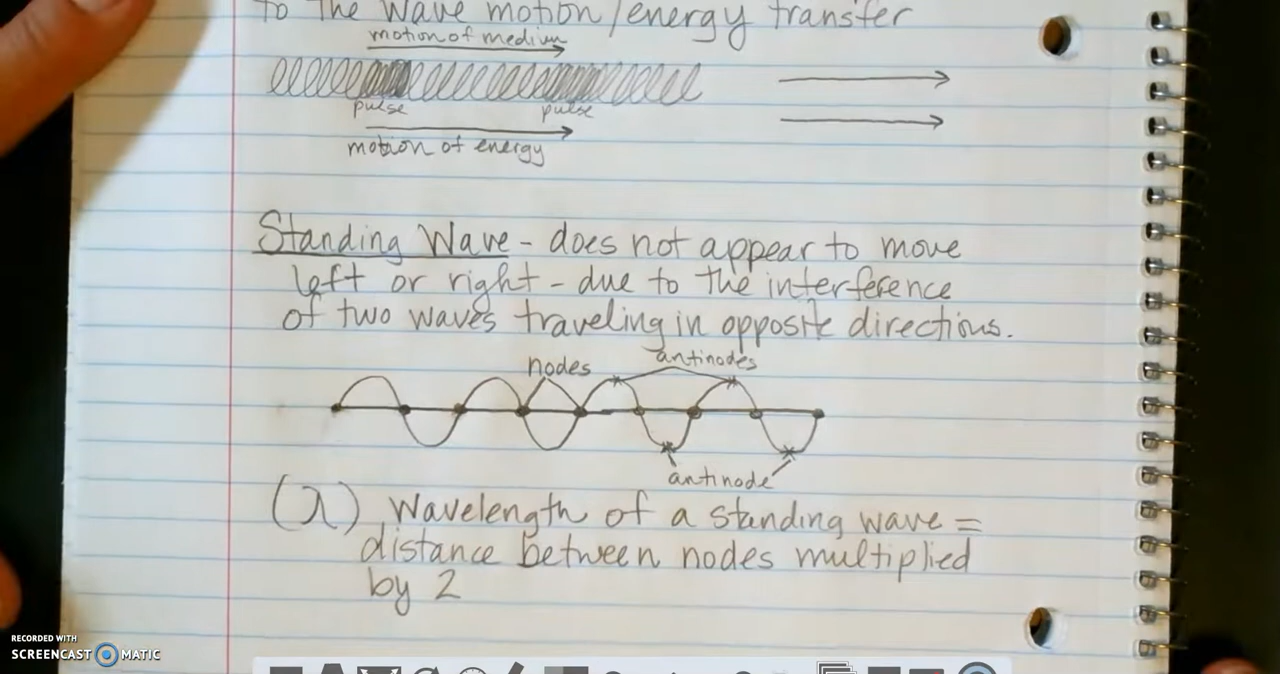 to the wave motion/energy transfer
motion of medium
pulse pulse
motion of energy
Standing Wave - does not appear to move
left or right - due to the interference
of two waves traveling in opposite directions.
nodes antinodes
antinode
(λ) Wavelength of a standing wave =
distance between nodes multiplied
by 2
RECORDED WITH
SCREENCAST MATIC